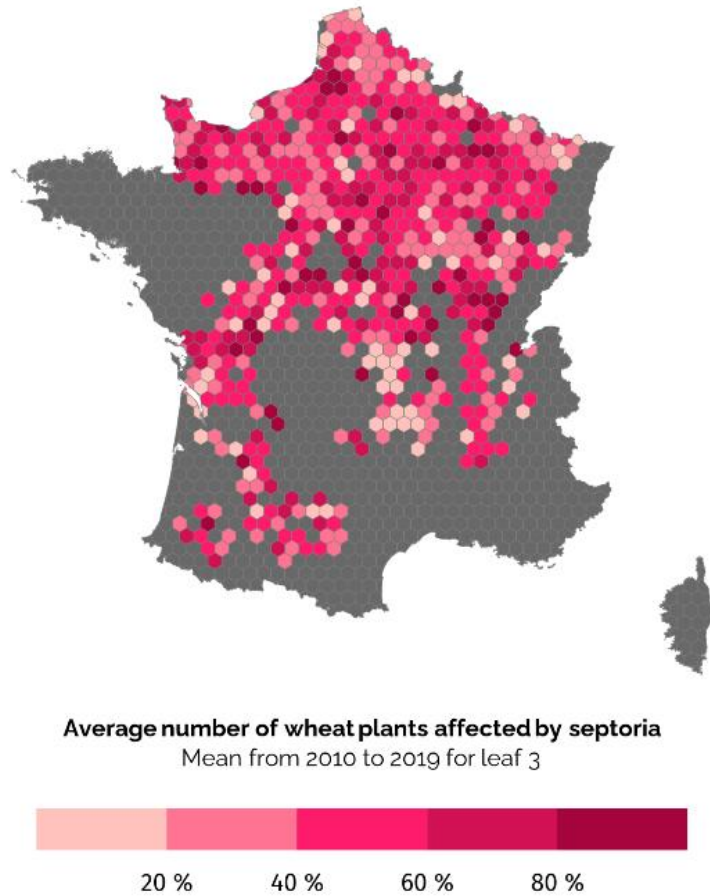 Average number of wheat plants affected by septoria
Mean from 2010 to 2019 for leaf 3
20 % 40 % 60 % 80 %